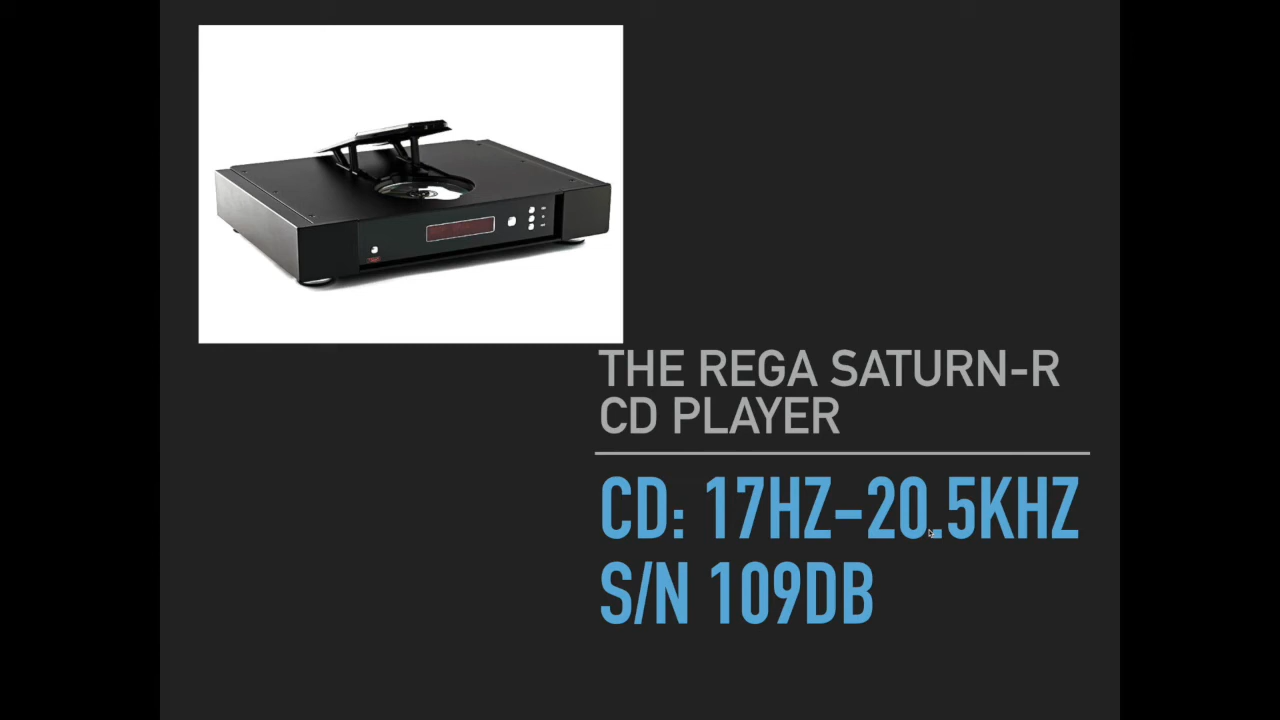 THE REGA SATURN-R
CD PLAYER
CD: 17HZ-20.5KHZ
S/N 109DB